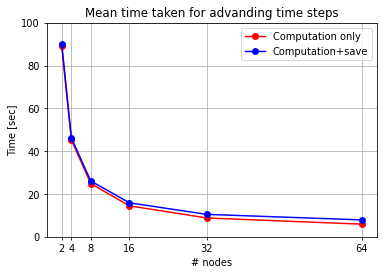 Mean time taken for advanding time steps
Computation only
Computation+save
Time [sec]
100
80
60
40
20
0
2 4 8 16 32 64
# nodes